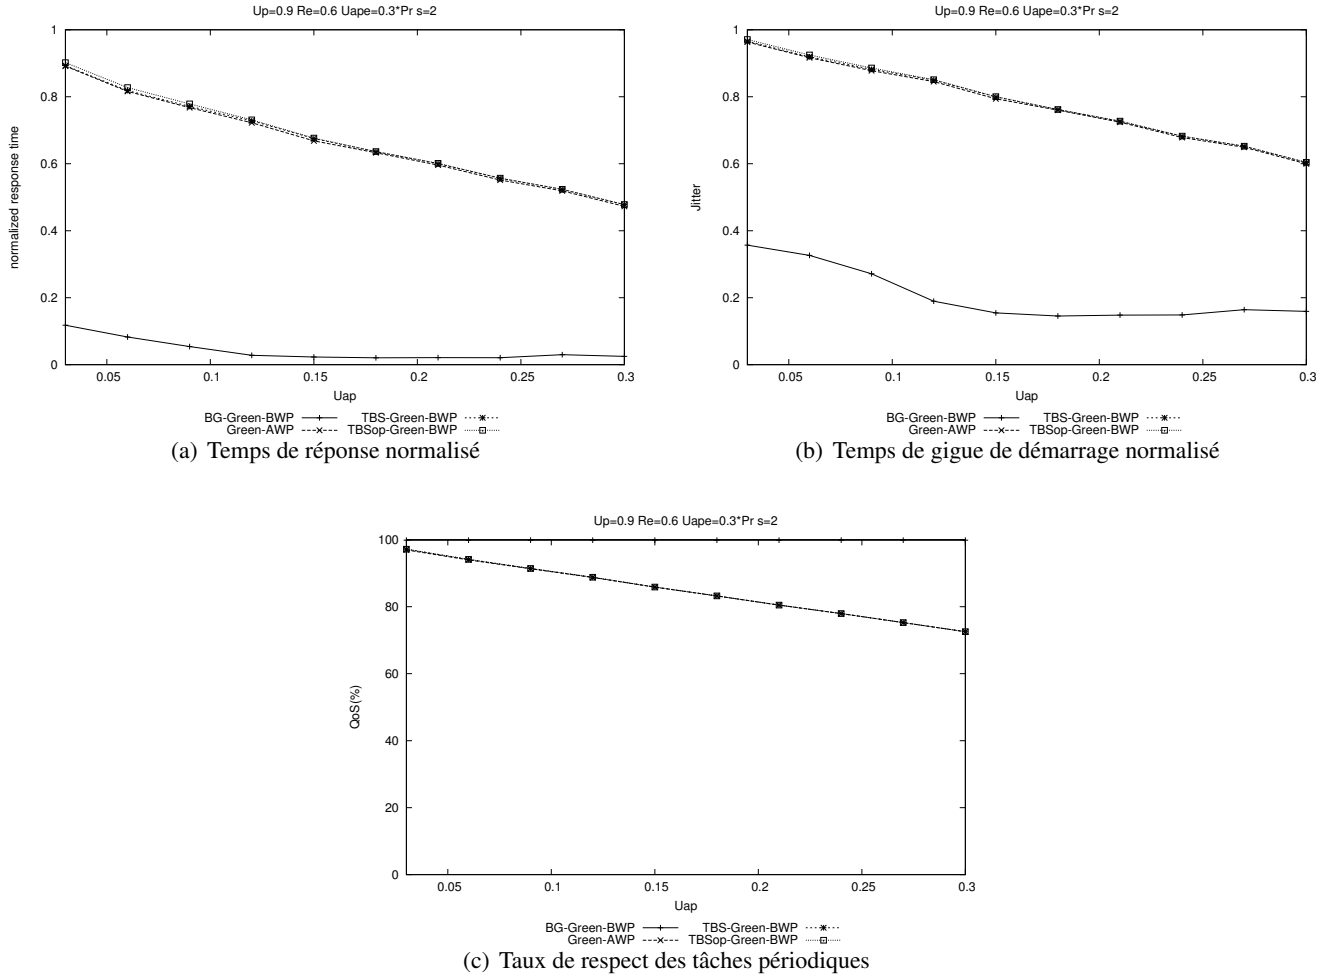 Up=0.9 Re=0.6 Uape=0.3*Pr s=2
normalized response time
1
0.8
0.6
0.4
0.2
0
0.05 0.1 0.15 0.2 0.25 0.3
Uap
BG-Green-BWP TBS-Green-BWP
Green-AWP TBSop-Green-BWP
(a) Temps de réponse normalisé
Up=0.9 Re=0.6 Uape=0.3*Pr s=2
Jitter
1
0.8
0.6
0.4
0.2
0
0.05 0.1 0.15 0.2 0.25 0.3
Uap
BG-Green-BWP TBS-Green-BWP
Green-AWP TBSop-Green-BWP
(b) Temps de gigue de démarrage normalisé
Up=0.9 Re=0.6 Uape=0.3*Pr s=2
QoS(%)
100
80
60
40
20
0
0.05 0.1 0.15 0.2 0.25 0.3
Uap
BG-Green-BWP TBS-Green-BWP
Green-AWP TBSop-Green-BWP
(c) Taux de respect des tâches périodiques